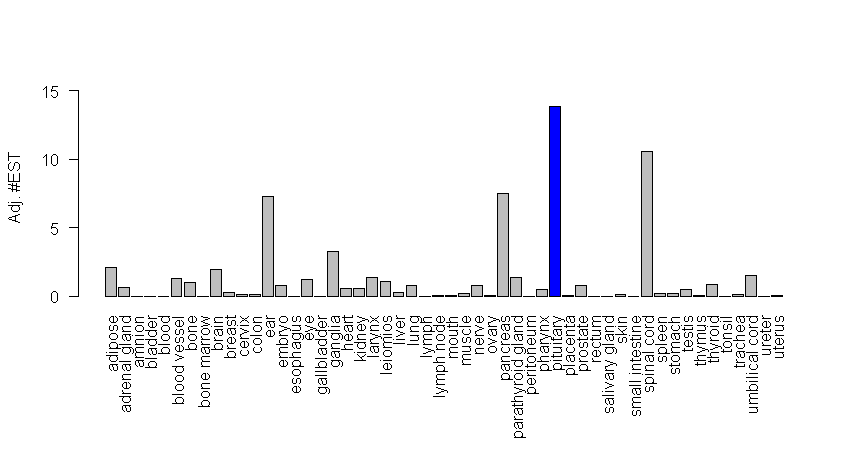 Adj. #EST
15
10
5
0
adipose
adrenal gland
amnion
bladder
blood
blood vessel
bone
bone marrow
brain
breast
cervix
colon
ear
embryo
esophagus
eye
gallbladder
ganglia
heart
kidney
larynx
leiomios
liver
lung
lymph
lymph node
mouth
muscle
nerve
ovary
pancreas
parathyroid gland
peritoneum
pharynx
pituitary
placenta
prostate
rectum
salivary gland
skin
small intestine
spinal cord
spleen
stomach
testis
thymus
thyroid
tonsil
trachea
umbilical cord
ureter
uterus